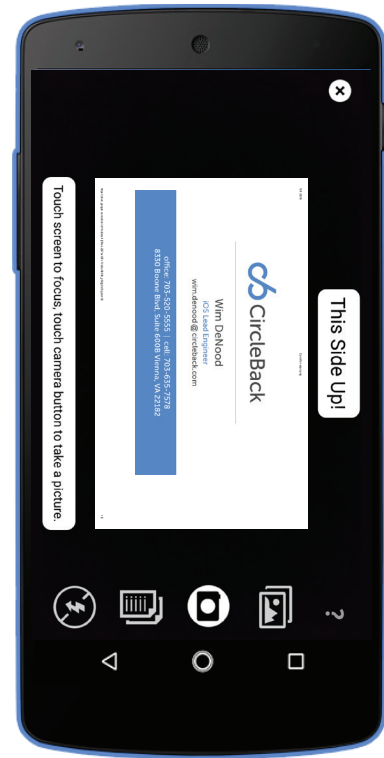 This Side Up!
CircleBack
Wim DeNood
iOS Lead Engineer
wim.denood@circleback.com
office: 703-520-5555 | cell: 703-635-7578
8330 Boone Blvd. Suite 600B Vienna, VA 22182
Touch screen to focus, touch camera button to take a picture.
?